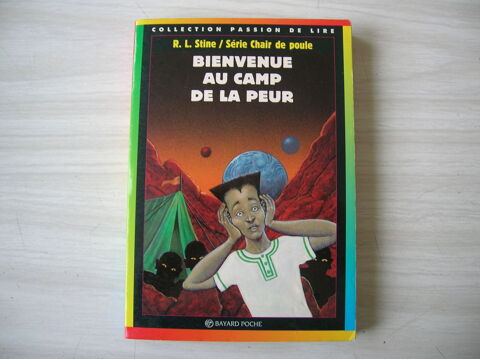 COLLECTION PASSION DE LIRE
R. L. Stine / Série Chair de poule
BIENVENUE
AU CAMP
DE LA PEUR
BAYARD POCHE